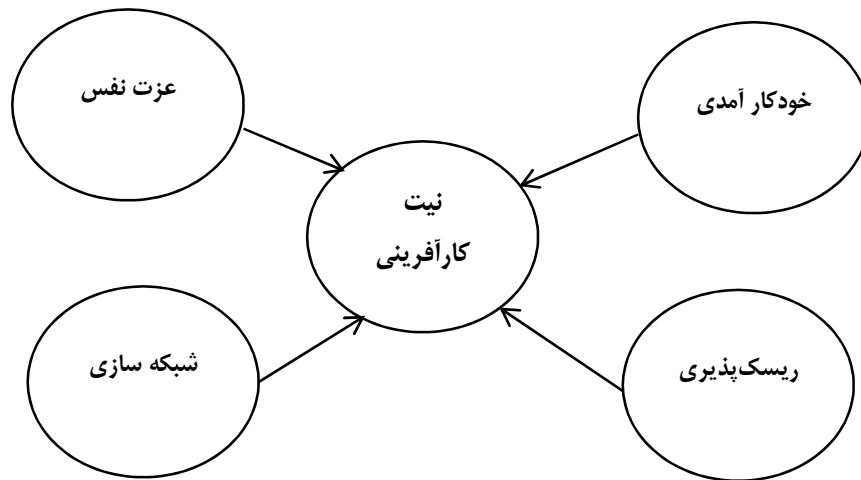 خودکار آمدی
عزت نفس
نیت
کارآفرینی
ریسک‌پذیری
شبکه سازی